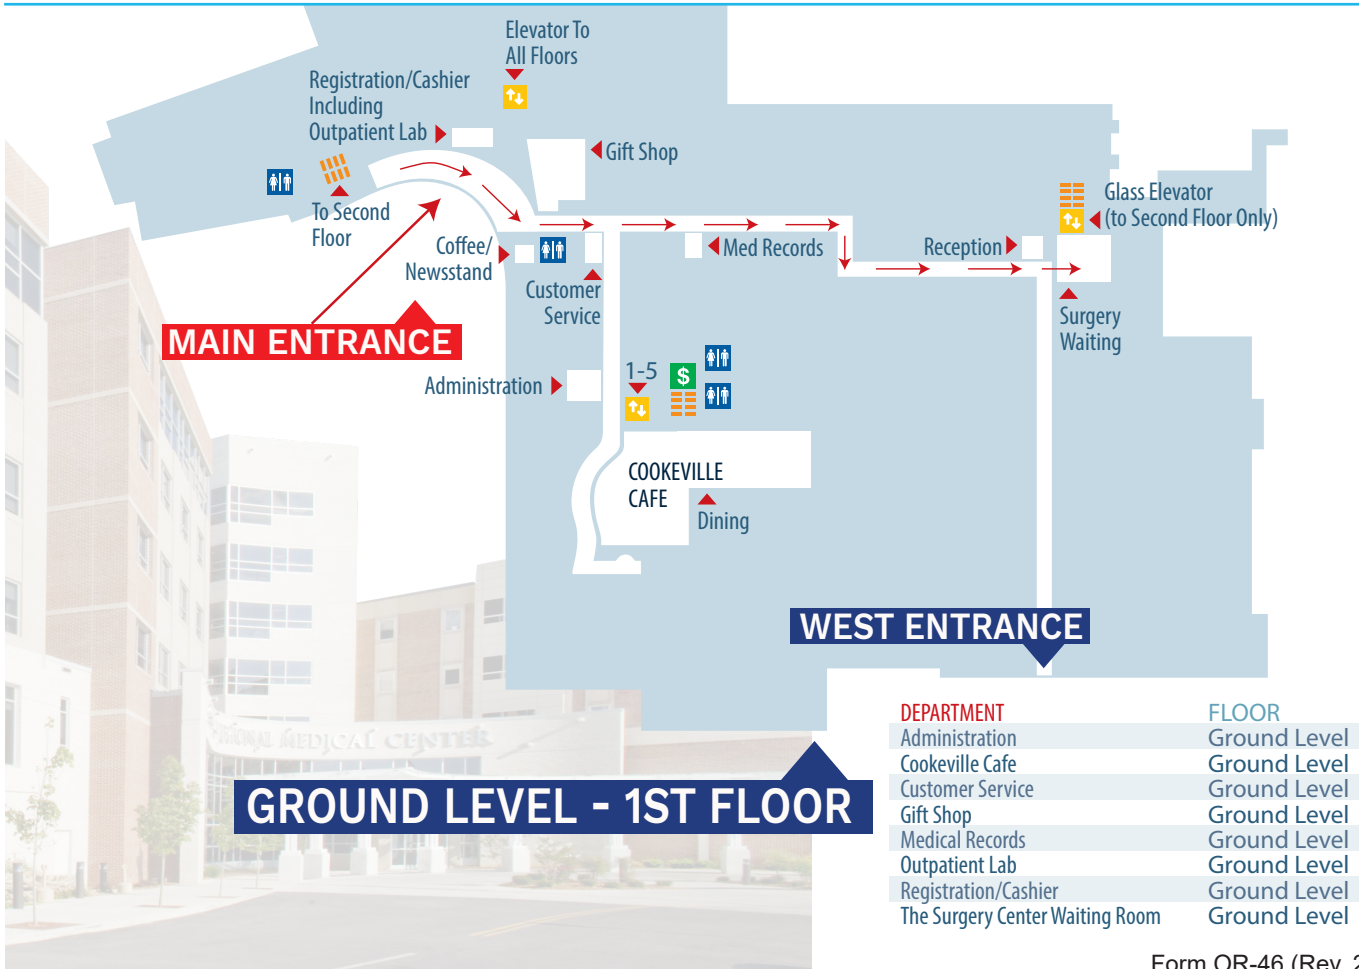 Elevator To
All Floors
Registration/Cashier
Including
Outpatient Lab
Gift Shop
To Second
Floor
Glass Elevator
(to Second Floor Only)
Coffee/
Newsstand
Med Records
Reception
Customer
Service
MAIN ENTRANCE
Surgery
Waiting
Administration
1-5
$
COOKEVILLE
CAFE
Dining
WEST ENTRANCE
REGIONAL MEDICAL CENTER
GROUND LEVEL - 1ST FLOOR
DEPARTMENT FLOOR
Administration Ground Level
Cookeville Cafe Ground Level
Customer Service Ground Level
Gift Shop Ground Level
Medical Records Ground Level
Outpatient Lab Ground Level
Registration/Cashier Ground Level
The Surgery Center Waiting Room Ground Level
Form OR-46 (Rev. 2